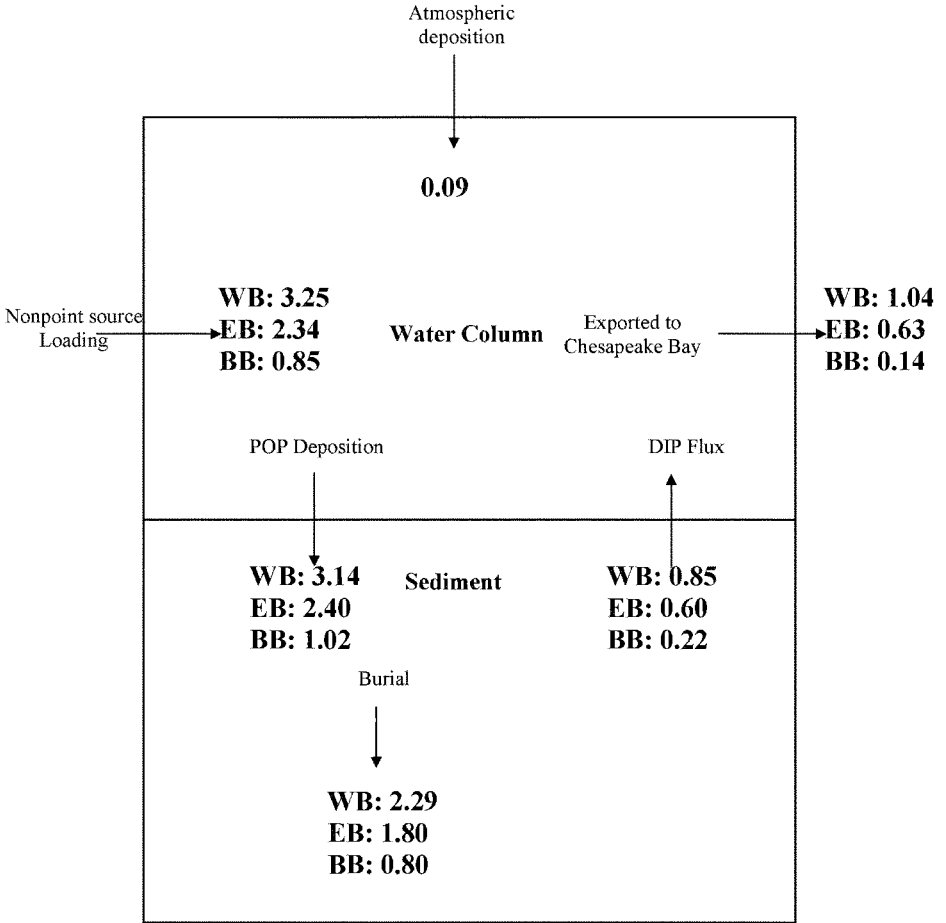 Atmospheric
deposition
0.09
Nonpoint source
Loading
WB: 3.25
EB: 2.34
BB: 0.85
Water Column
Exported to
Chesapeake Bay
WB: 1.04
EB: 0.63
BB: 0.14
POP Deposition
DIP Flux
WB: 3.14
EB: 2.40
BB: 1.02
Sediment
WB: 0.85
EB: 0.60
BB: 0.22
Burial
WB: 2.29
EB: 1.80
BB: 0.80